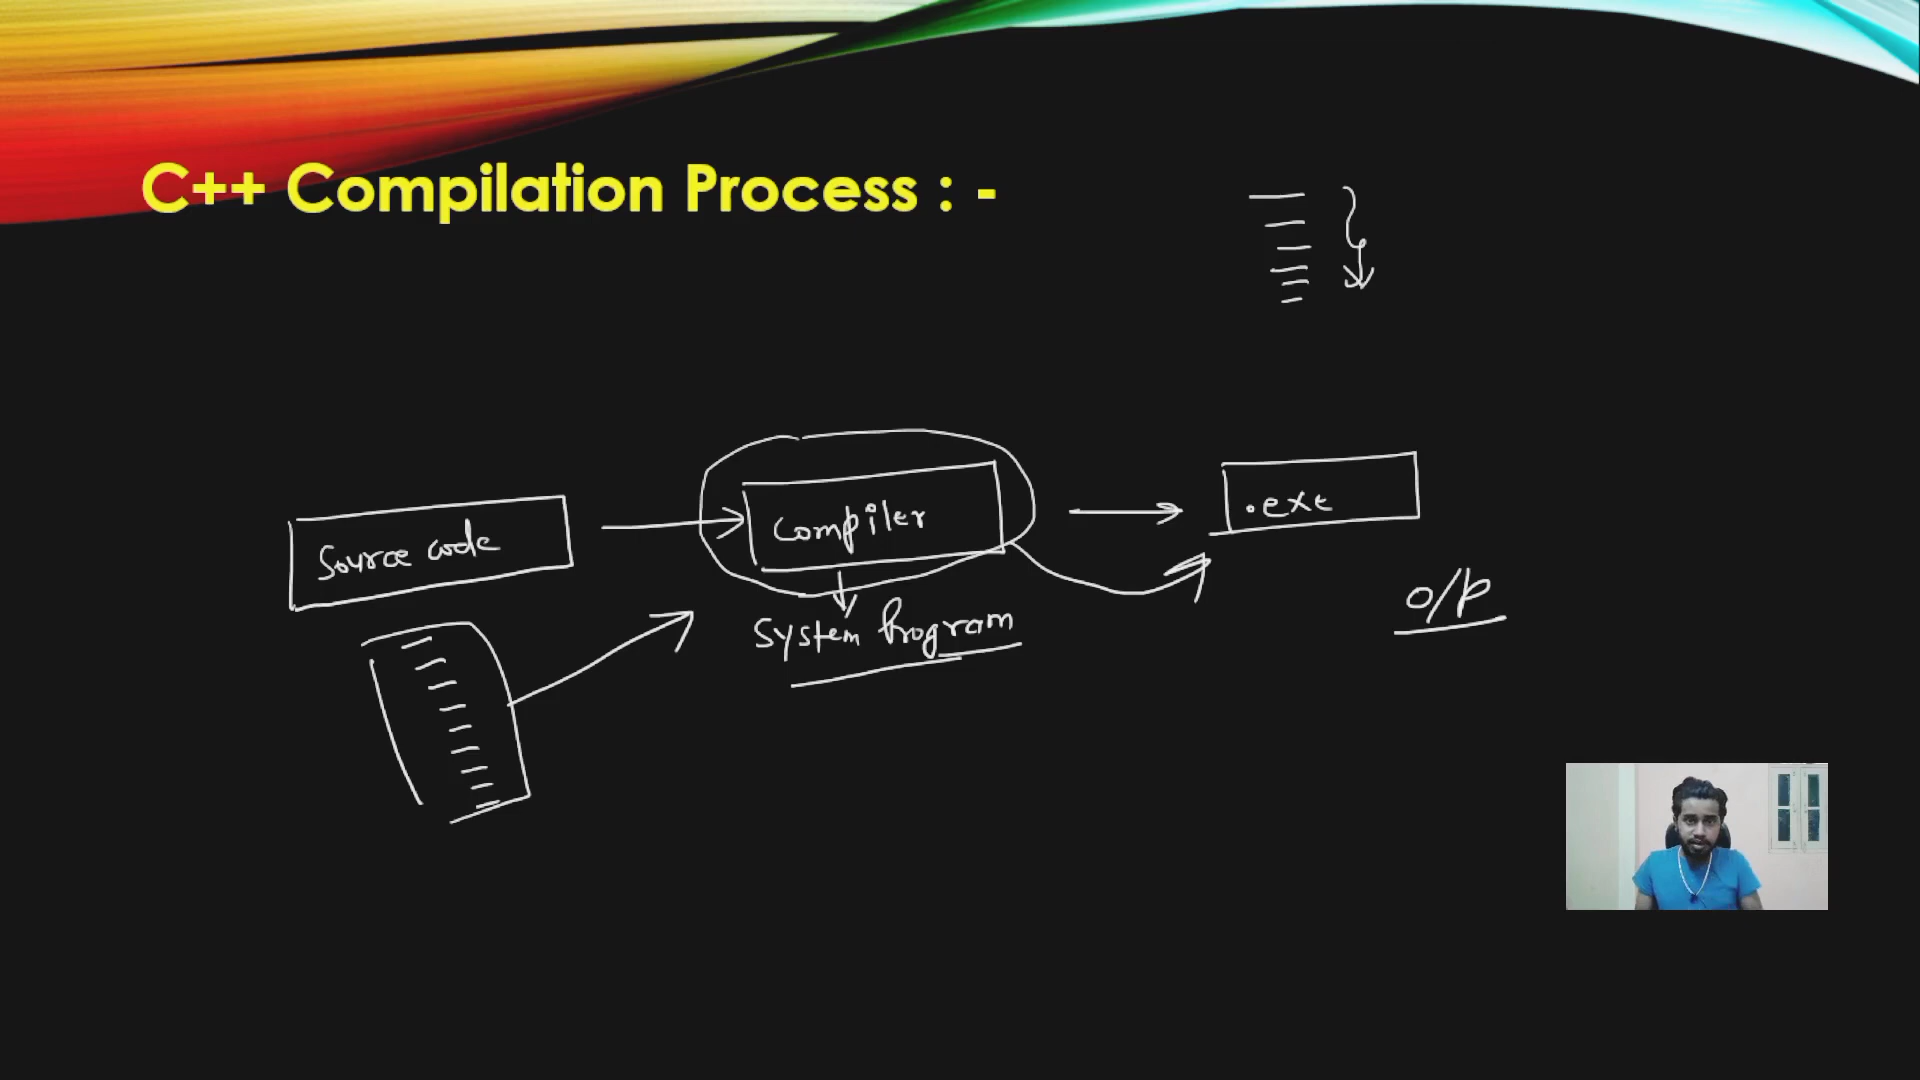 C++ Compilation Process : -
Source code
Compiler
.exe
System Program
O/P